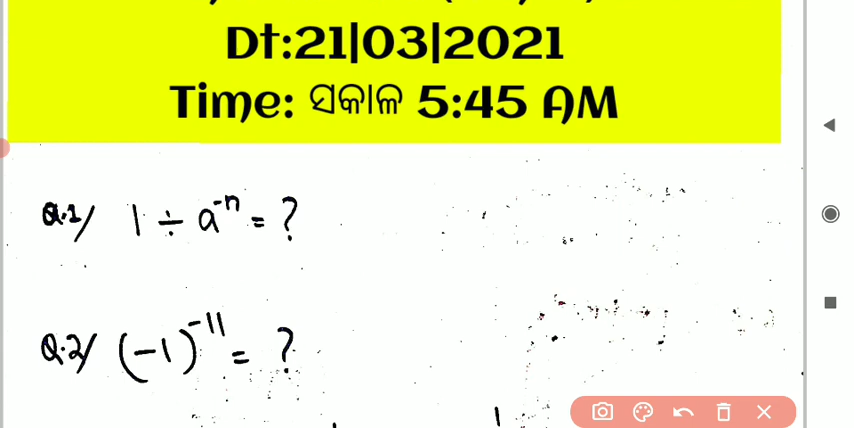 Dt:21|03|2021
Time: ସକାଳ 5:45 AM
Q.1/ 1 ÷ a⁻ⁿ = ?
Q.2/ (-1)⁻¹¹ = ?